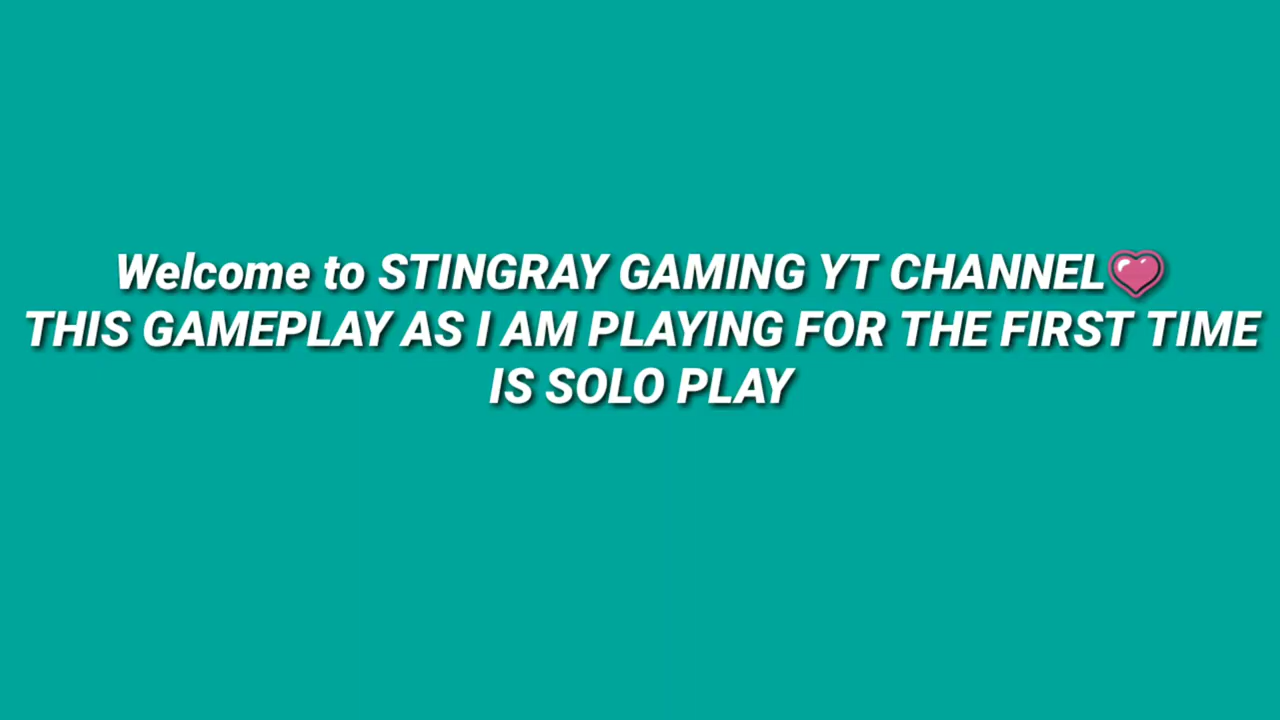 Welcome to STINGRAY GAMING YT CHANNEL💗
THIS GAMEPLAY AS I AM PLAYING FOR THE FIRST TIME
IS SOLO PLAY